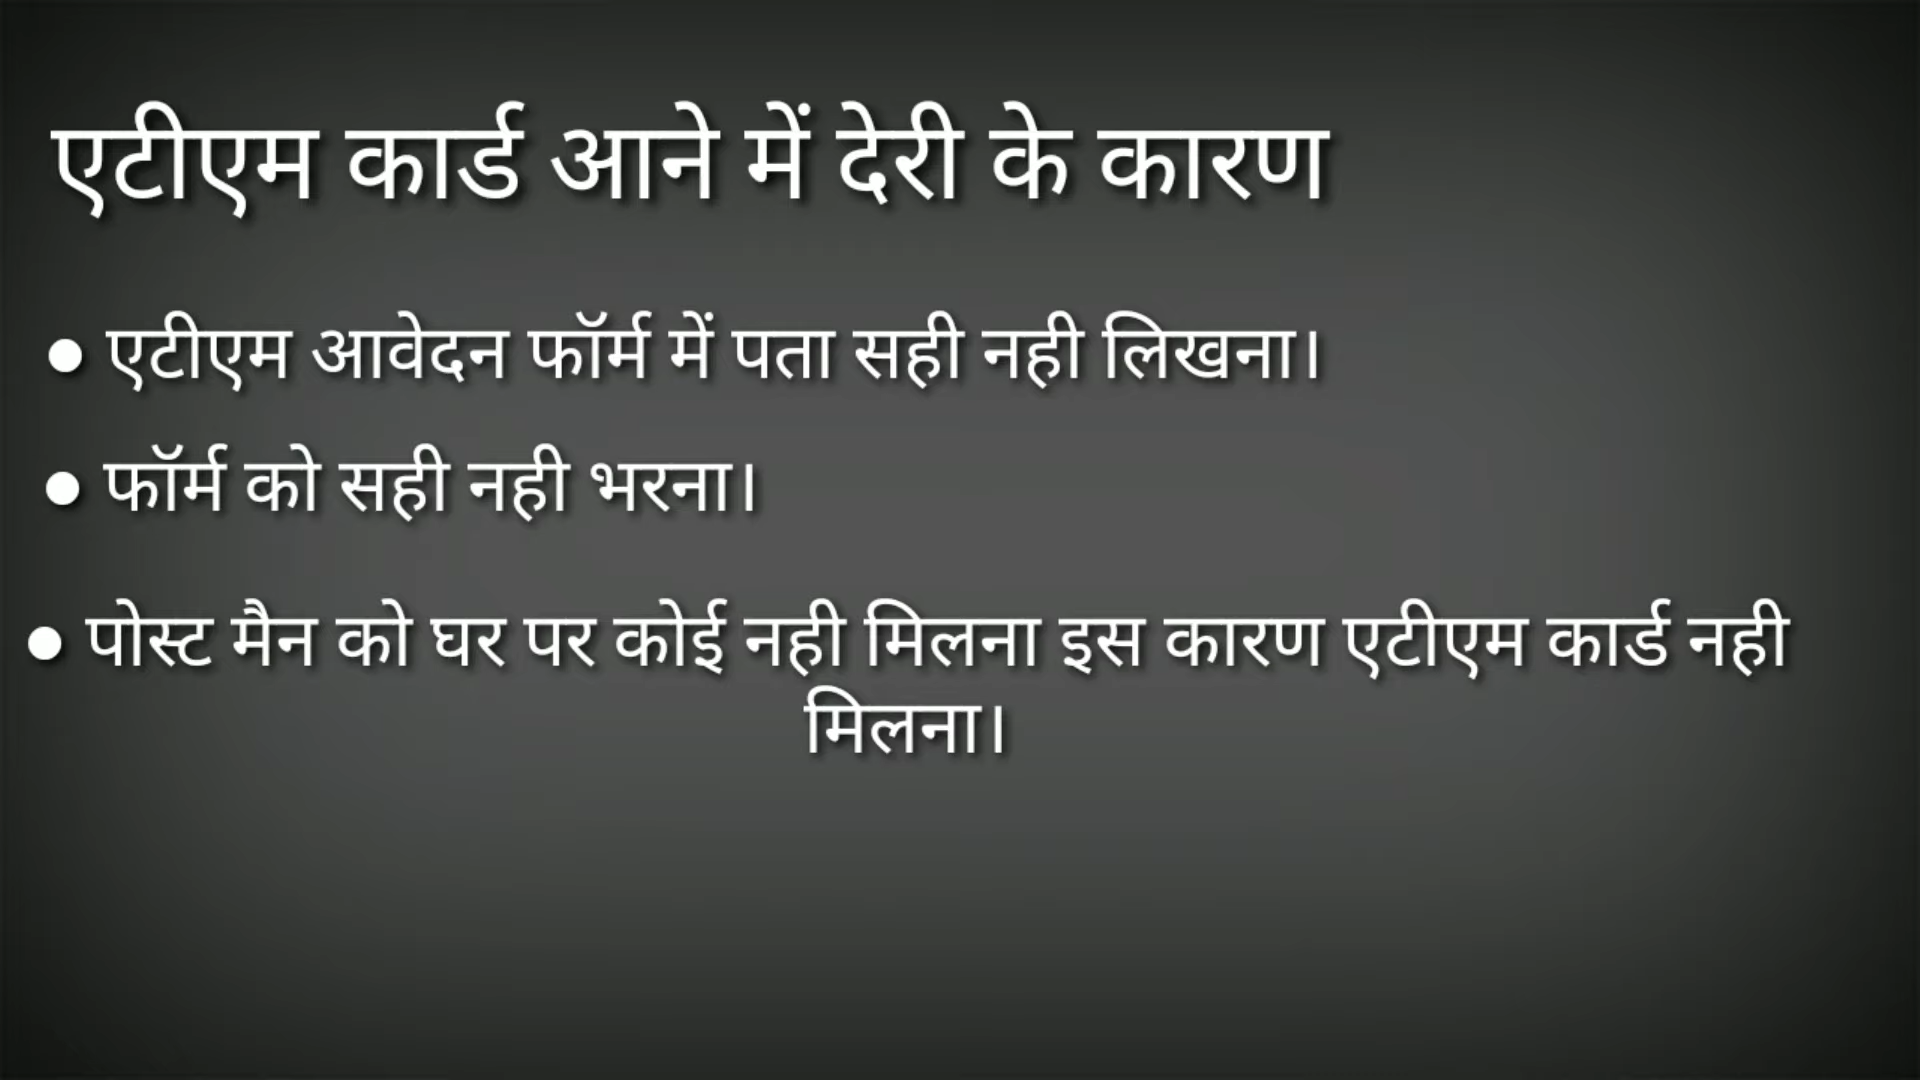 एटीएम कार्ड आने में देरी के कारण
● एटीएम आवेदन फॉर्म में पता सही नही लिखना।
● फॉर्म को सही नही भरना।
● पोस्ट मैन को घर पर कोई नही मिलना इस कारण एटीएम कार्ड नही
मिलना।